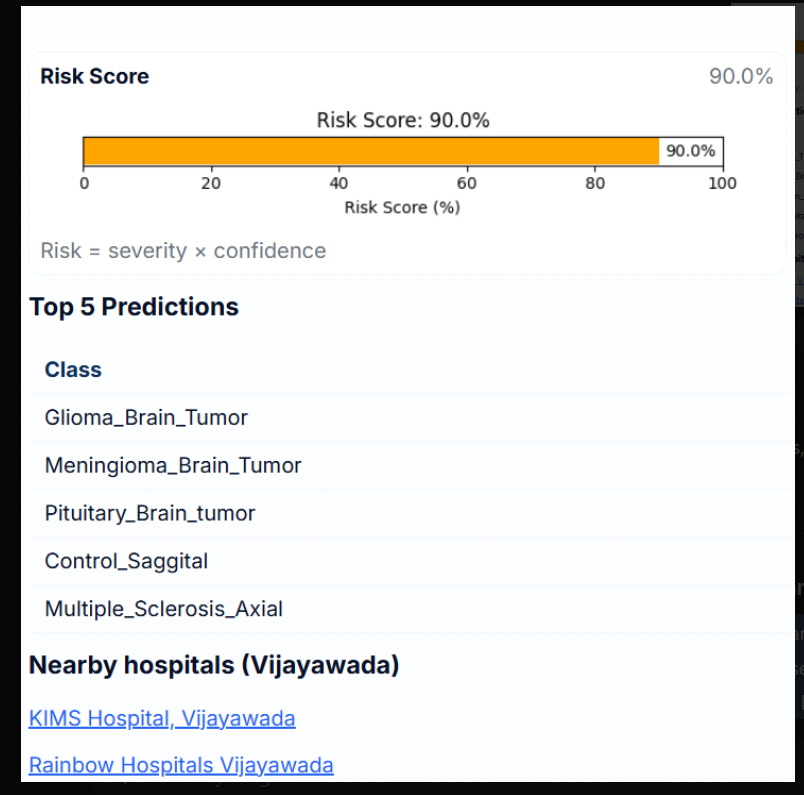 Risk Score 90.0%
Risk Score: 90.0%
90.0%
0 20 40 60 80 100
Risk Score (%)
Risk = severity × confidence
Top 5 Predictions
Class
Glioma_Brain_Tumor
Meningioma_Brain_Tumor
Pituitary_Brain_tumor
Control_Saggital
Multiple_Sclerosis_Axial
Nearby hospitals (Vijayawada)
KIMS Hospital, Vijayawada
Rainbow Hospitals Vijayawada